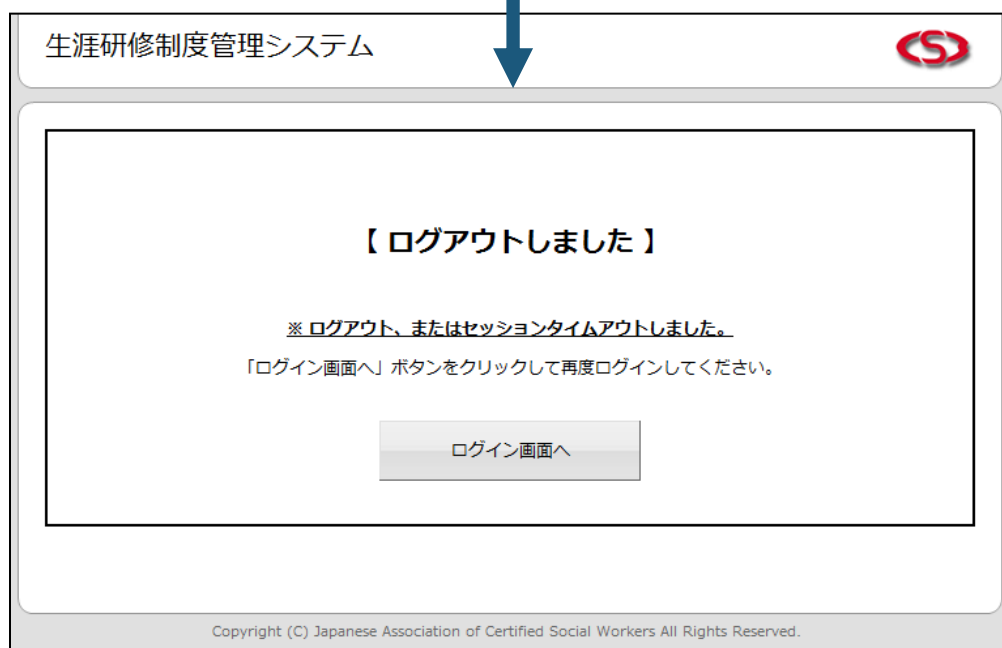 生涯研修制度管理システム
【 ログアウトしました 】
※ ログアウト、またはセッションタイムアウトしました。
「ログイン画面へ」ボタンをクリックして再度ログインしてください。
ログイン画面へ
Copyright (C) Japanese Association of Certified Social Workers All Rights Reserved.